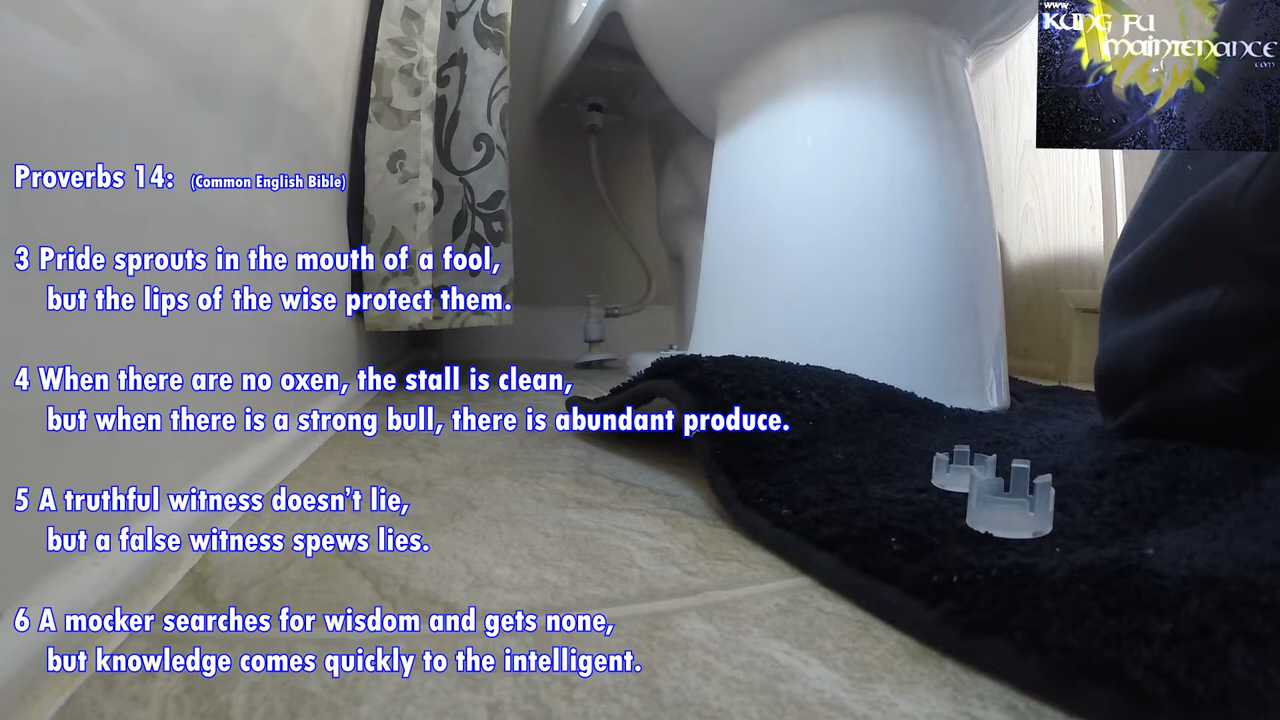 www
KUNG FU
maintenance
.com
Proverbs 14: (Common English Bible)
3 Pride sprouts in the mouth of a fool,
but the lips of the wise protect them.
4 When there are no oxen, the stall is clean,
but when there is a strong bull, there is abundant produce.
5 A truthful witness doesn't lie,
but a false witness spews lies.
6 A mocker searches for wisdom and gets none,
but knowledge comes quickly to the intelligent.